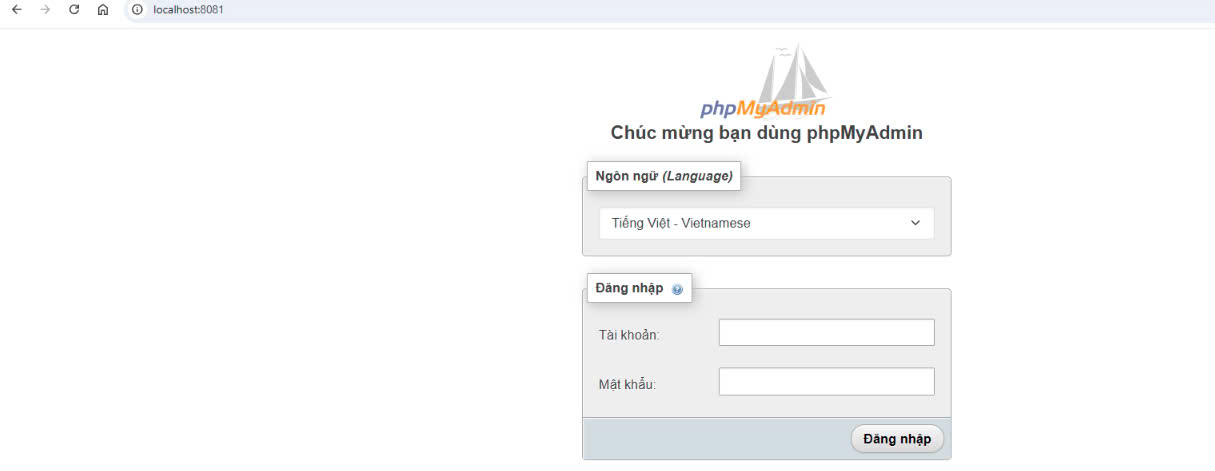 localhost:8081
phpMyAdmin
Chúc mừng bạn dùng phpMyAdmin
Ngôn ngữ (Language)
Tiếng Việt - Vietnamese
Đăng nhập
Tài khoản:
Mật khẩu:
Đăng nhập